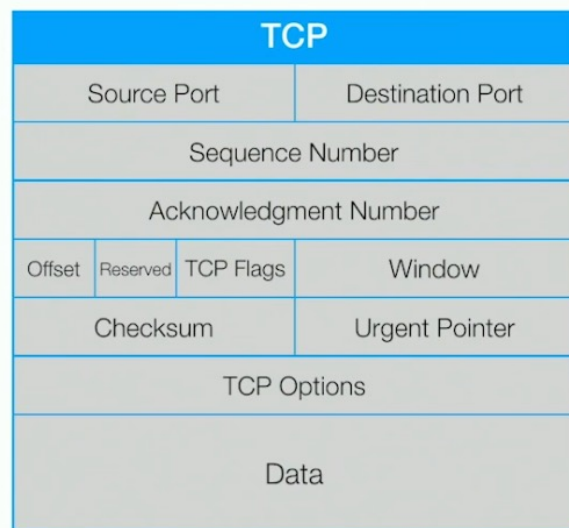 TCP
Source Port Destination Port
Sequence Number
Acknowledgment Number
Offset Reserved TCP Flags Window
Checksum Urgent Pointer
TCP Options
Data